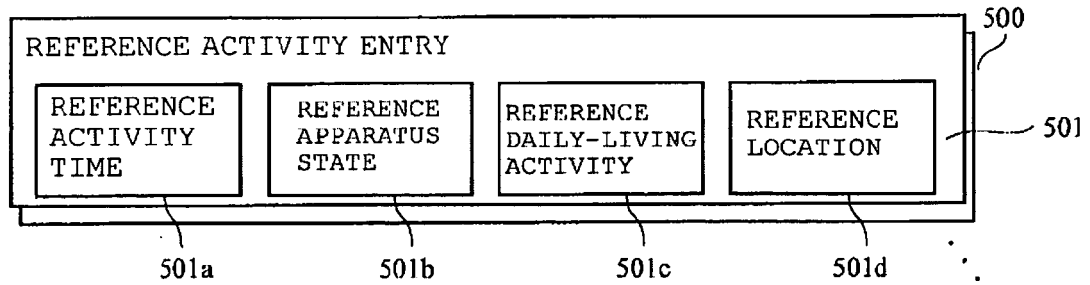 500
REFERENCE ACTIVITY ENTRY
REFERENCE
ACTIVITY
TIME
REFERENCE
APPARATUS
STATE
REFERENCE
DAILY-LIVING
ACTIVITY
REFERENCE
LOCATION
501
501a
501b
501c
501d